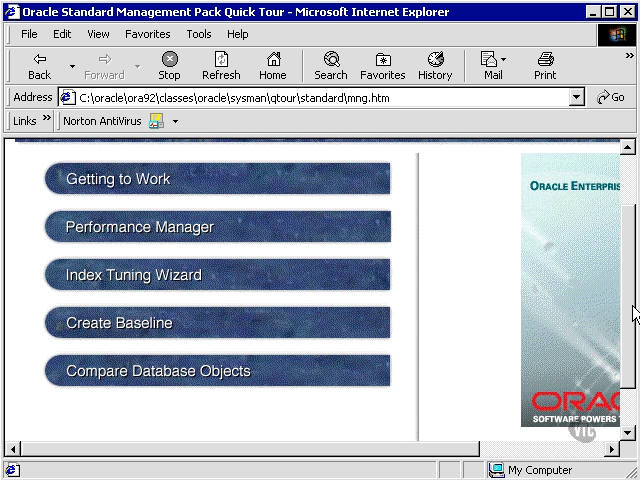 Oracle Standard Management Pack Quick Tour - Microsoft Internet Explorer
File Edit View Favorites Tools Help
Back Forward Stop Refresh Home Search Favorites History Mail Print
Address C:\oracle\ora92\classes\oracle\sysman\qtour\standard\mng.htm Go
Links Norton AntiVirus
Getting to Work
ORACLE ENTERPRIS
Performance Manager
Index Tuning Wizard
Create Baseline
Compare Database Objects
ORAC
SOFTWARE POWERS T
VTC
My Computer